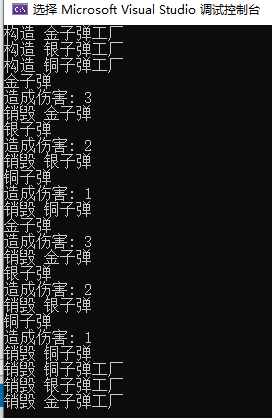 选择 Microsoft Visual Studio 调试控制台
构造 金子弹工厂
构造 银子弹工厂
构造 铜子弹工厂
金子弹
造成伤害: 3
销毁 金子弹
银子弹
造成伤害: 2
销毁 银子弹
铜子弹
造成伤害: 1
销毁 铜子弹
金子弹
造成伤害: 3
销毁 金子弹
银子弹
造成伤害: 2
销毁 银子弹
铜子弹
造成伤害: 1
销毁 铜子弹
销毁 铜子弹工厂
销毁 银子弹工厂
销毁 金子弹工厂